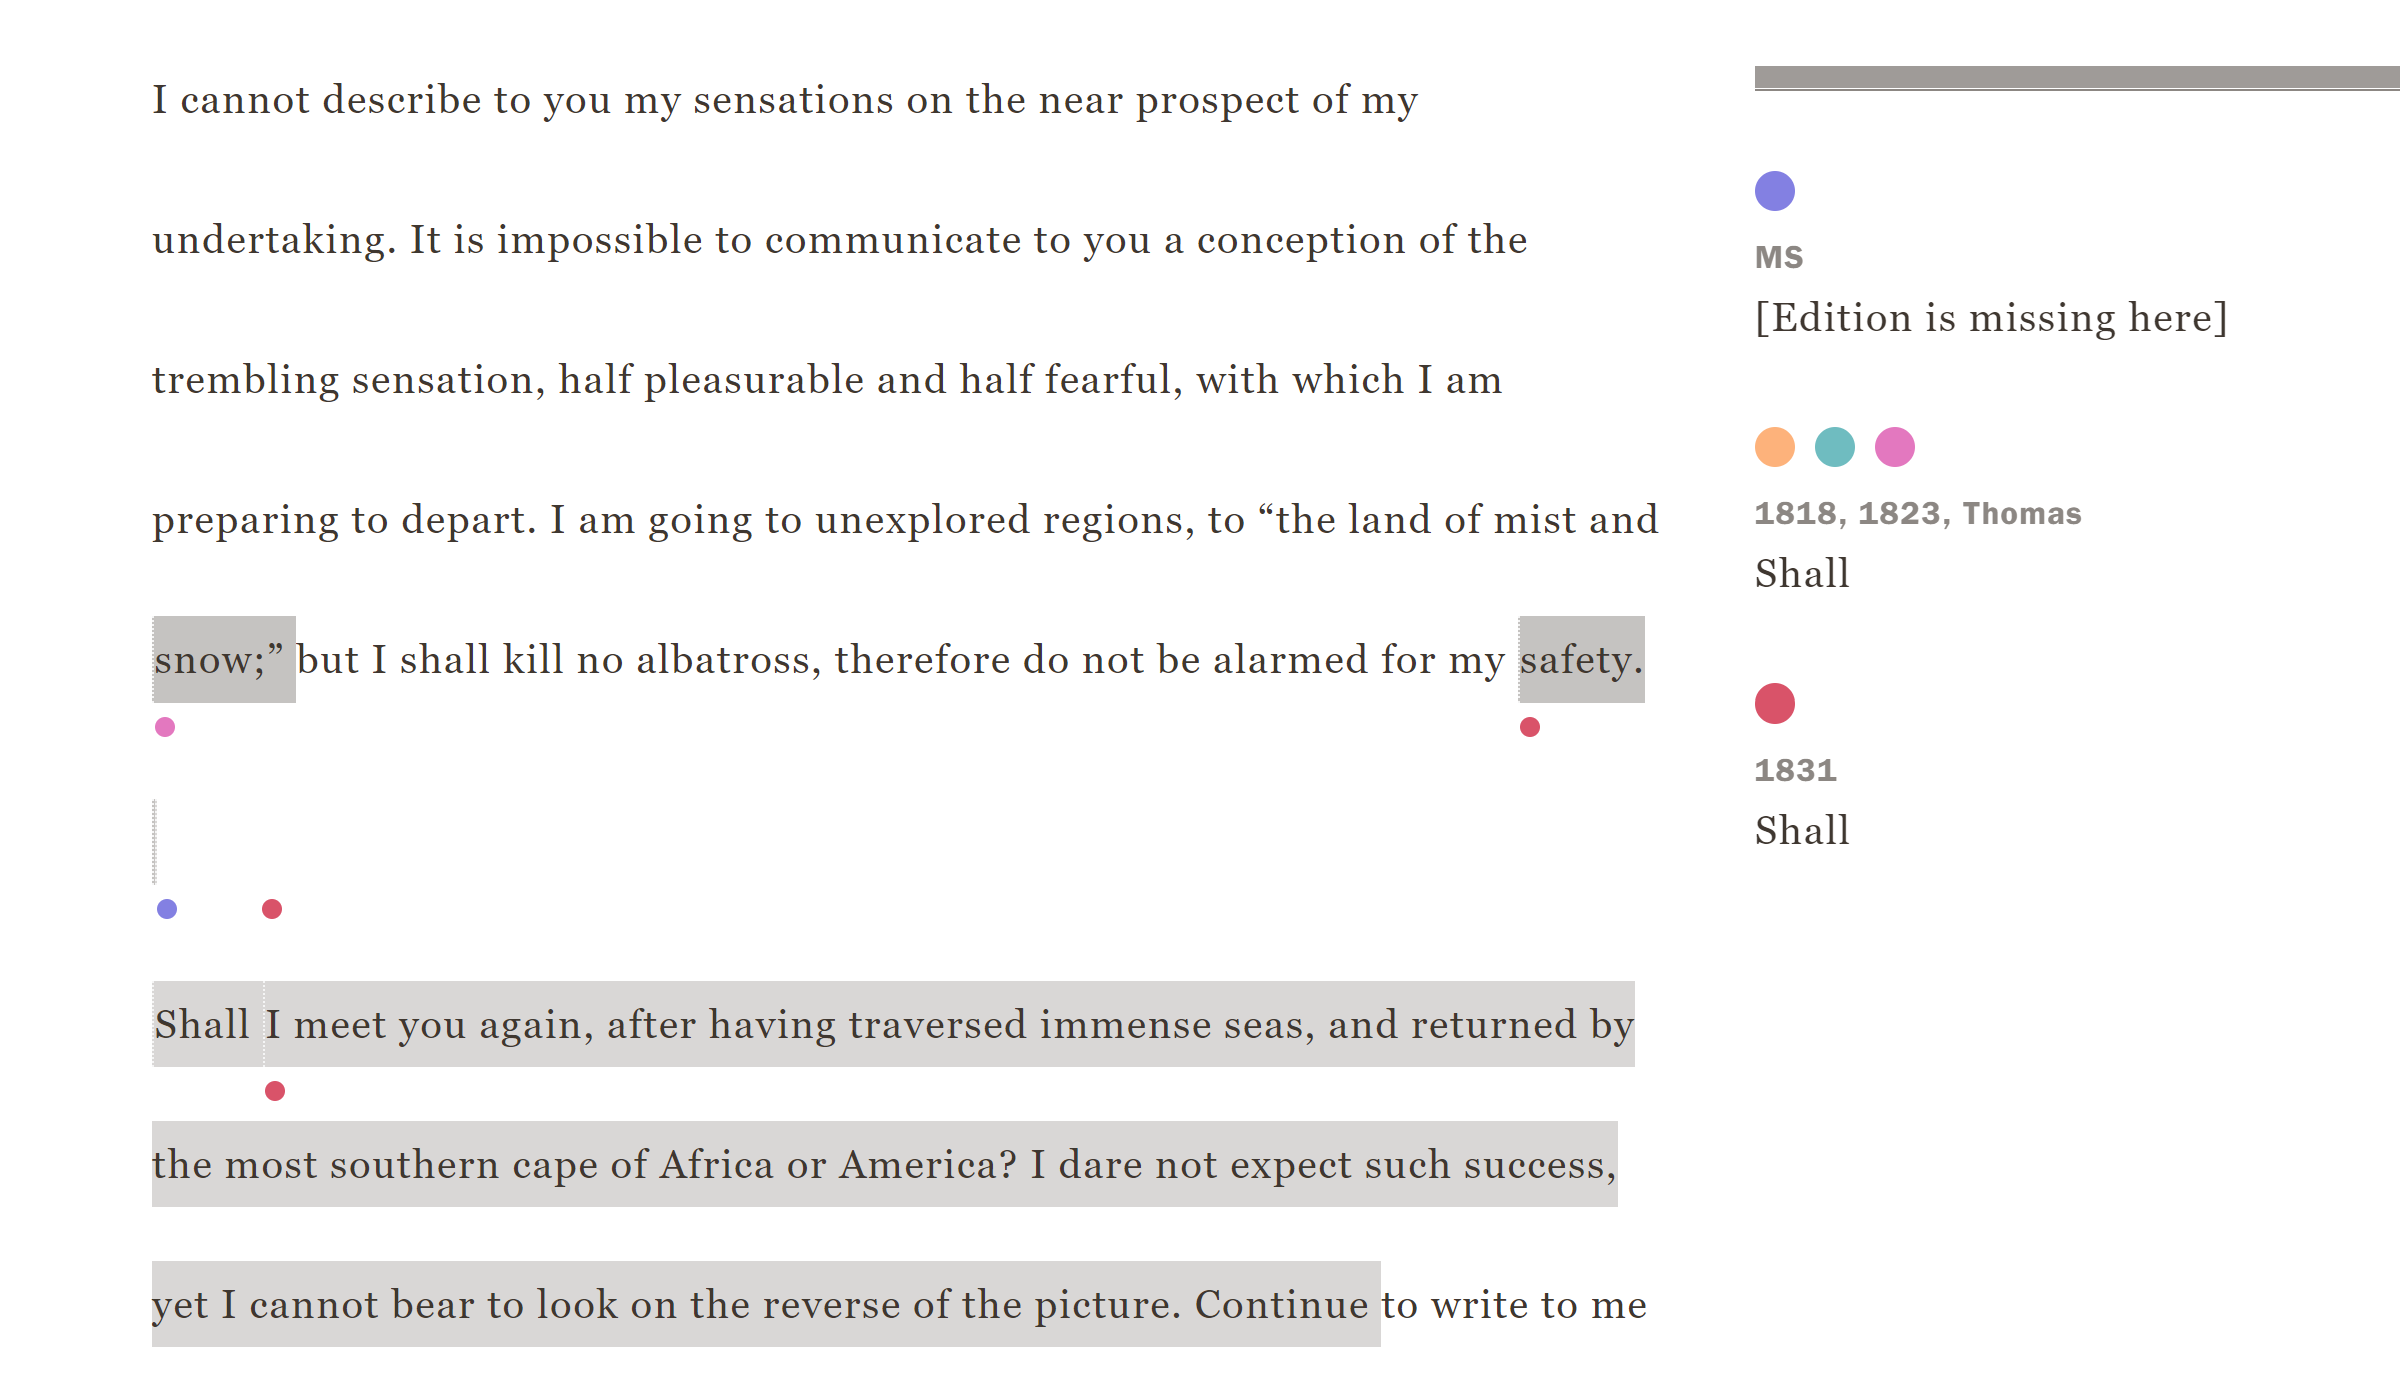 I cannot describe to you my sensations on the near prospect of my
undertaking. It is impossible to communicate to you a conception of the
trembling sensation, half pleasurable and half fearful, with which I am
preparing to depart. I am going to unexplored regions, to “the land of mist and
snow;” but I shall kill no albatross, therefore do not be alarmed for my safety.
Shall I meet you again, after having traversed immense seas, and returned by
the most southern cape of Africa or America? I dare not expect such success,
yet I cannot bear to look on the reverse of the picture. Continue to write to me
MS
[Edition is missing here]
1818, 1823, Thomas
Shall
1831
Shall